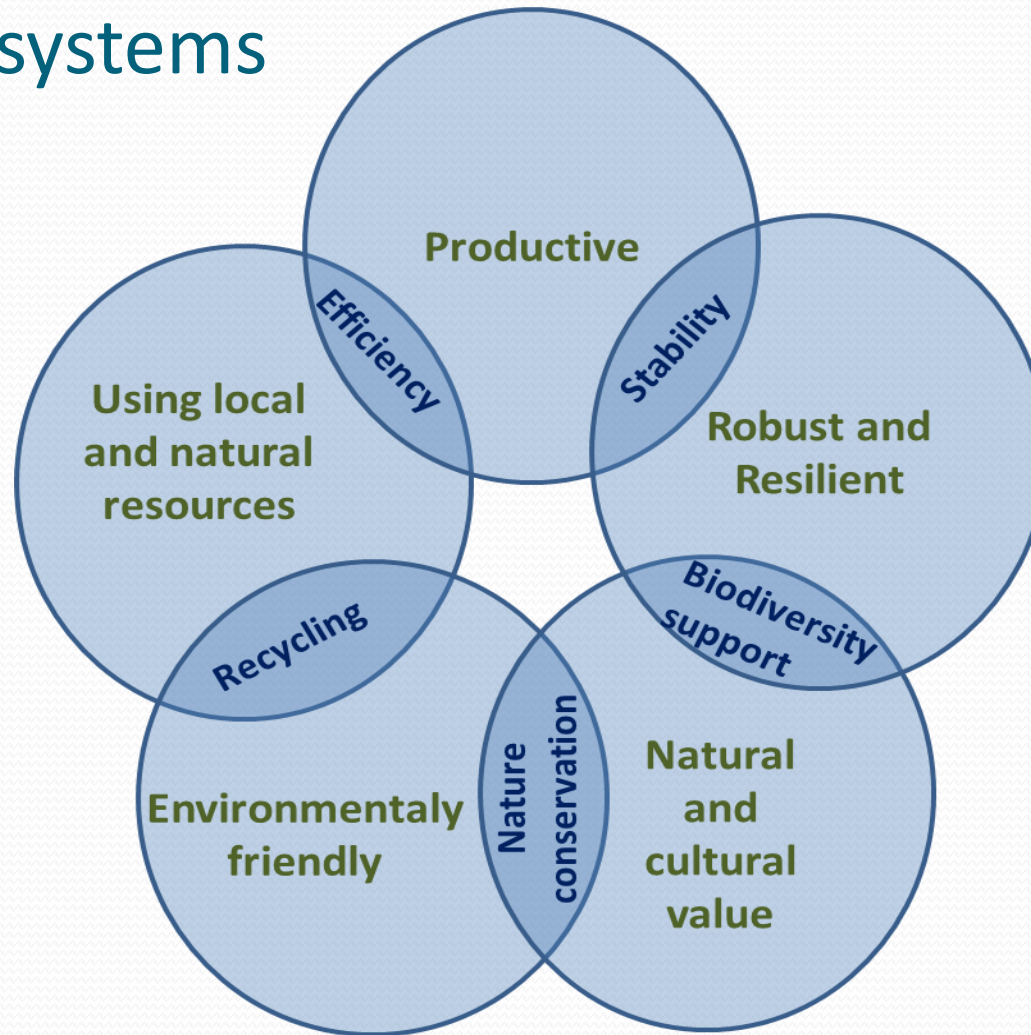 systems
Productive
Efficiency
Stability
Using local
and natural
resources
Robust and
Resilient
Recycling
Biodiversity
support
Nature
conservation
Environmentaly
friendly
Natural
and
cultural
value